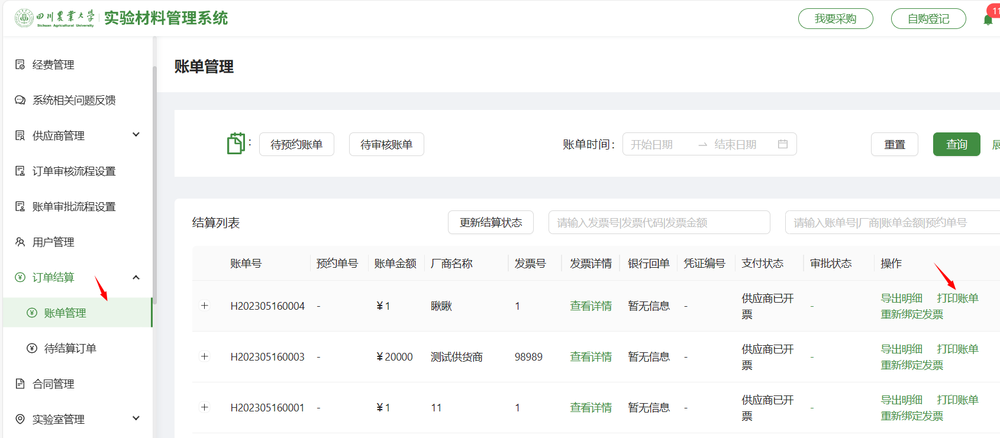 四川農業大学
Sichuan Agricultural University
实验材料管理系统
我要采购
自购登记
11
经费管理
系统相关问题反馈
供应商管理
订单审核流程设置
账单审批流程设置
用户管理
订单结算
账单管理
待结算订单
合同管理
实验室管理
账单管理
:
待预约账单
待审核账单
账单时间:
开始日期 → 结束日期
重置
查询
展
结算列表
更新结算状态
请输入发票号|发票代码|发票金额
请输入账单号|厂商|账单金额|预约单号
账单号 预约单号 账单金额 厂商名称 发票号 发票详情 银行回单 凭证编号 支付状态 审批状态 操作
H202305160004 - ¥1 瞅瞅 1 查看详情 暂无信息 - 供应商已开票 - 导出明细 打印账单
重新绑定发票
H202305160003 - ¥20000 测试供货商 98989 查看详情 暂无信息 - 供应商已开票 - 导出明细 打印账单
重新绑定发票
H202305160001 - ¥1 11 1 查看详情 暂无信息 - 供应商已开票 - 导出明细 打印账单
重新绑定发票